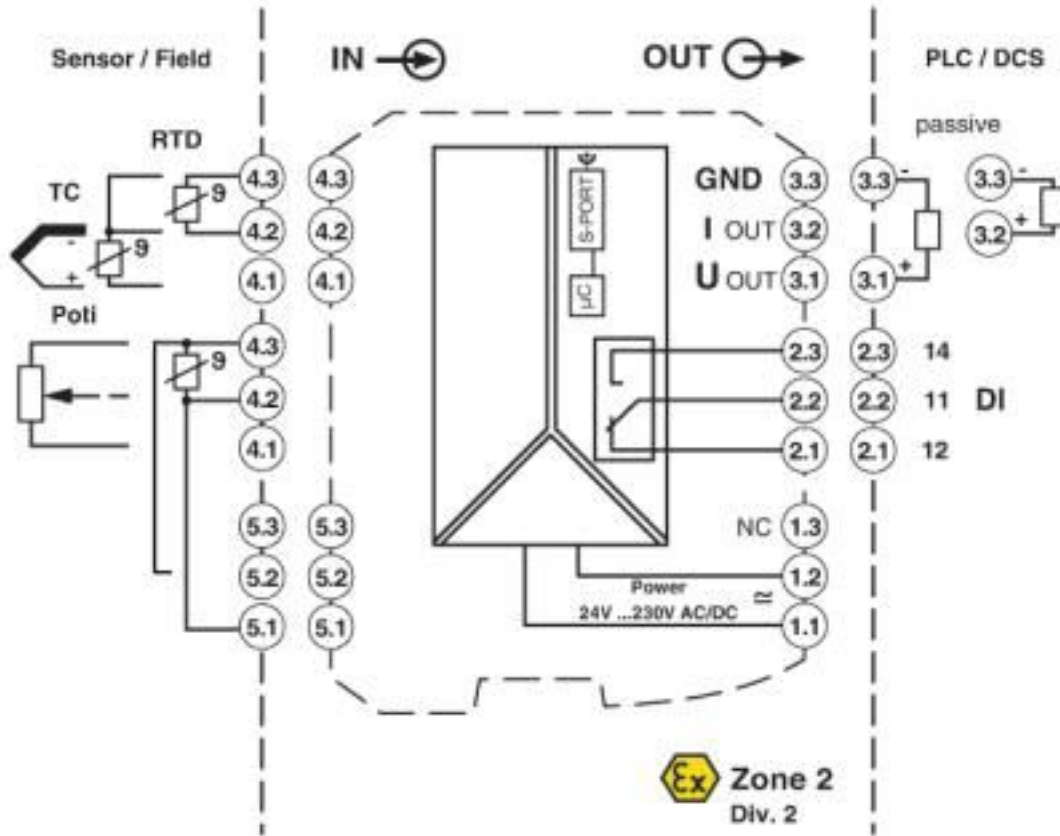 Sensor / Field
IN
OUT
PLC / DCS
passive
RTD
TC
ϑ
ϑ
-
+
4.3
4.2
4.1
4.3
4.2
4.1
S-PORT
µC
GND 3.3
I OUT 3.2
U OUT 3.1
3.3 -
3.1 +
3.3 -
3.2 +
Poti
ϑ
4.3
4.2
4.1
2.3
2.2
2.1
2.3 14
2.2 11 DI
2.1 12
5.3
5.2
5.1
5.3
5.2
5.1
NC 1.3
1.2
1.1
Power
24V ...230V AC/DC
≃
Ex Zone 2
Div. 2